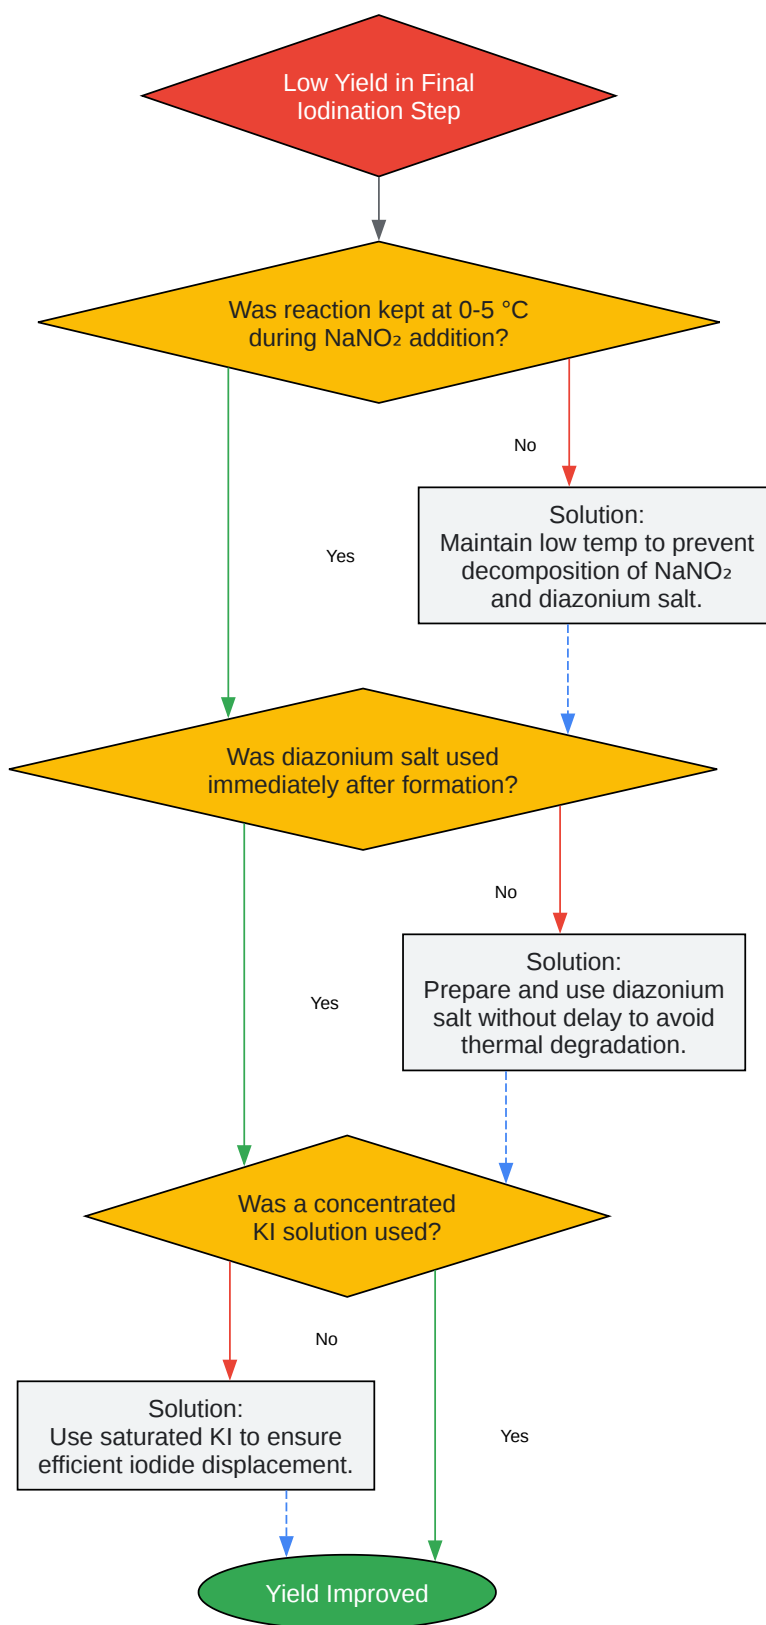 Low Yield in Final
Iodination Step
Was reaction kept at 0-5 °C
during NaNO₂ addition?
No
Solution:
Maintain low temp to prevent
decomposition of NaNO₂
and diazonium salt.
Yes
Was diazonium salt used
immediately after formation?
No
Solution:
Prepare and use diazonium
salt without delay to avoid
thermal degradation.
Yes
Was a concentrated
KI solution used?
No
Solution:
Use saturated KI to ensure
efficient iodide displacement.
Yes
Yield Improved